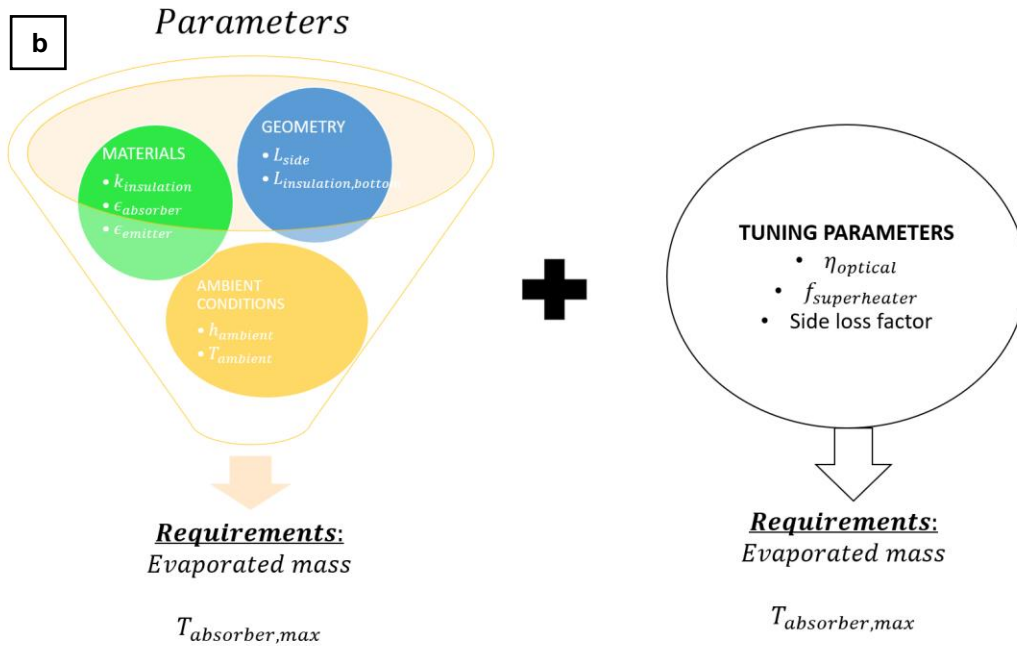 Parameters
b
MATERIALS
• k_insulation
• ϵ_absorber
• ϵ_emitter
GEOMETRY
• L_side
• L_insulation,bottom
AMBIENT
CONDITIONS
• h_ambient
• T_ambient
Requirements:
Evaporated mass
T_absorber,max
TUNING PARAMETERS
• η_optical
• f_superheater
• Side loss factor
Requirements:
Evaporated mass
T_absorber,max